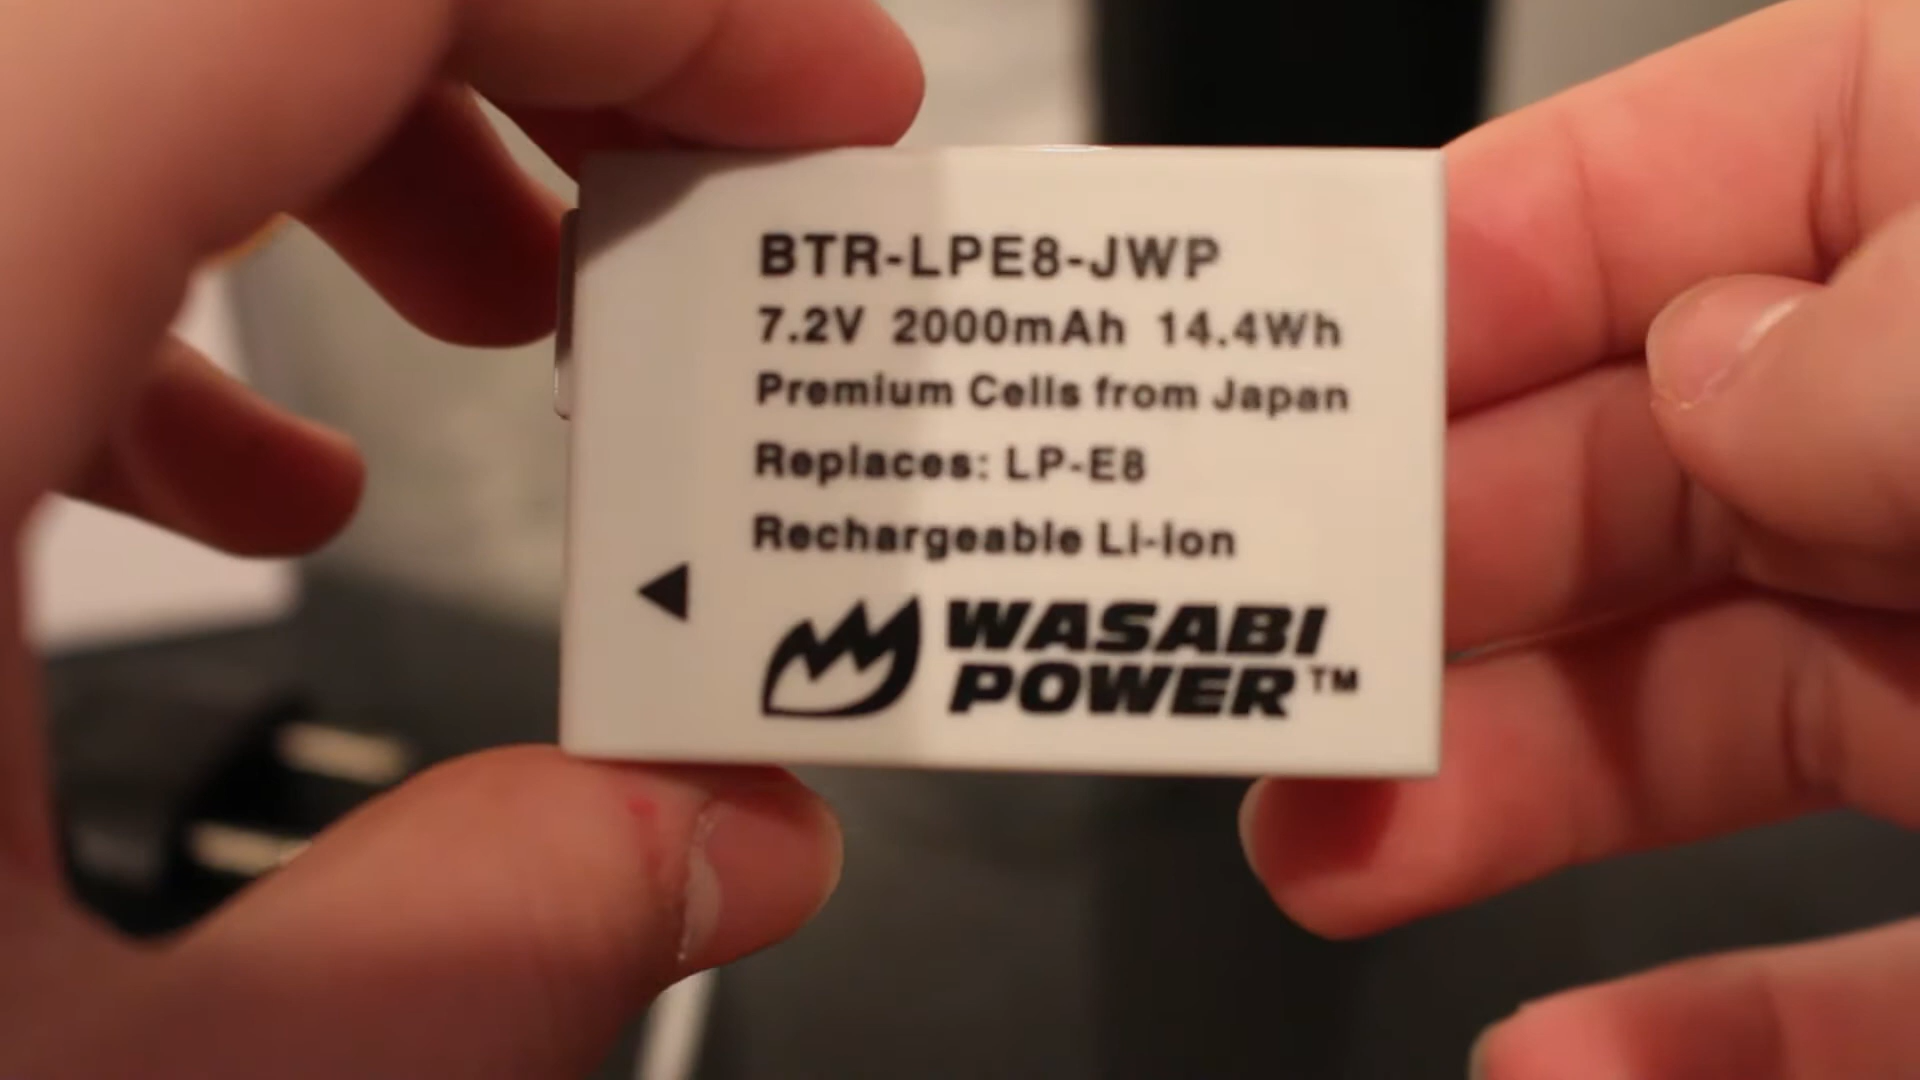 BTR-LPE8-JWP
7.2V 2000mAh 14.4Wh
Premium Cells from Japan
Replaces: LP-E8
Rechargeable Li-ion
WASABI
POWER™